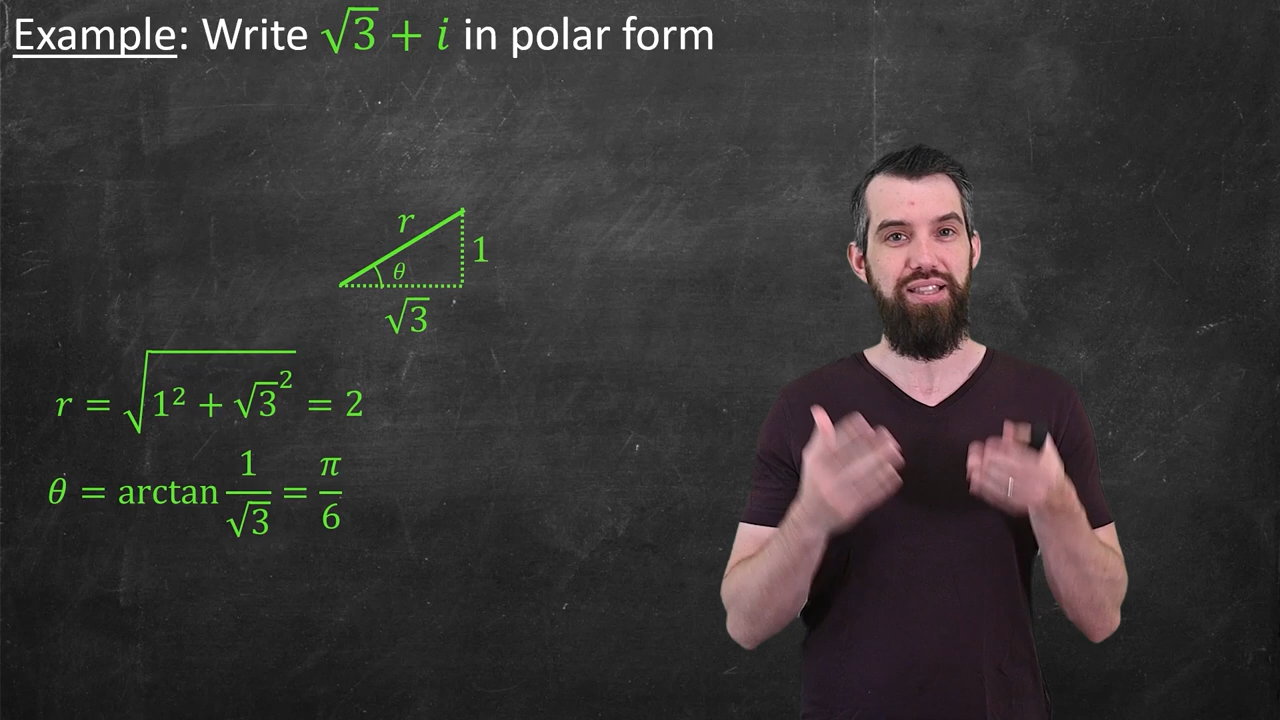 Example: Write √3 + i in polar form
r
1
θ
√3
r = √(1² + √3²) = 2
θ = arctan 1/√3 = π/6